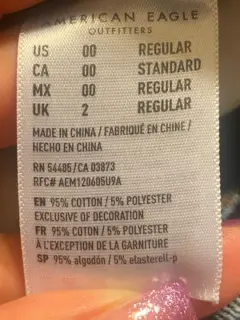 AMERICAN EAGLE
OUTFITTERS
US 00 REGULAR
CA 00 STANDARD
MX 00 REGULAR
UK 2 REGULAR
MADE IN CHINA / FABRIQUÉ EN CHINE /
HECHO EN CHINA
RN 54485/CA 03873
RFC# AEM120605U9A
EN 95% COTTON / 5% POLYESTER
EXCLUSIVE OF DECORATION
FR 95% COTON / 5% POLYESTER
À L'EXCEPTION DE LA GARNITURE
SP 95% algodón / 5% elasterell-p